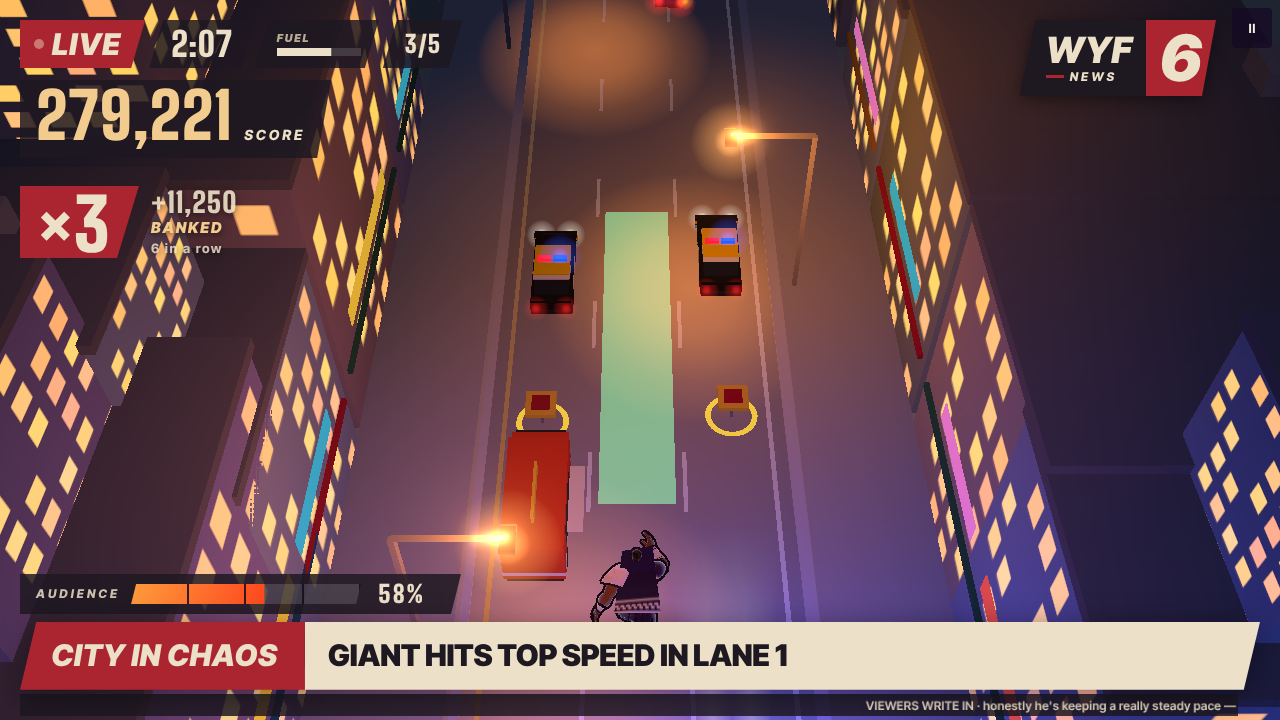 LIVE
2:07
FUEL
3/5
279,221 SCORE
×3
+11,250
BANKED
6 in a row
WYF
NEWS
6
AUDIENCE
58%
CITY IN CHAOS
GIANT HITS TOP SPEED IN LANE 1
VIEWERS WRITE IN · honestly he's keeping a really steady pace —